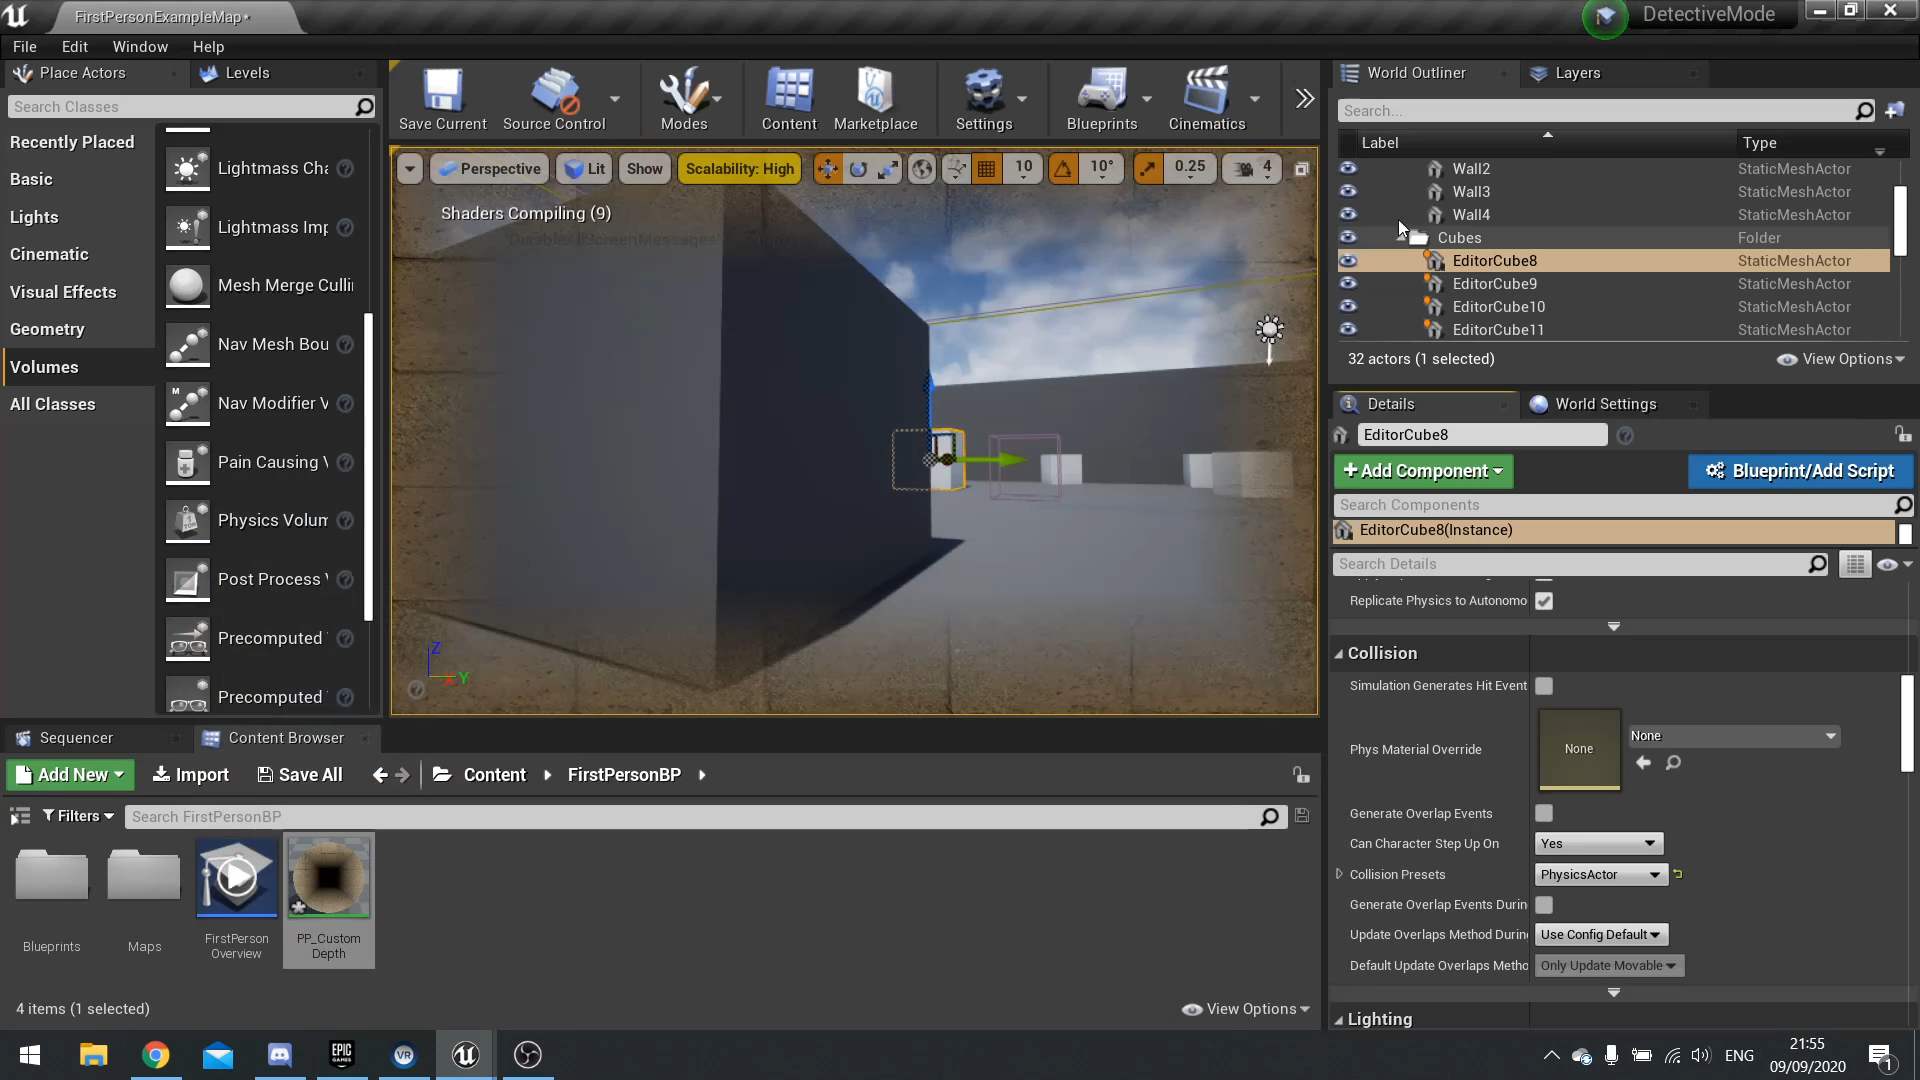 FirstPersonExampleMap•
DetectiveMode
File
Edit
Window
Help
Place Actors
Levels
Search Classes
Recently Placed
Basic
Lights
Cinematic
Visual Effects
Geometry
Volumes
All Classes
Lightmass Cha
Lightmass Imp
Mesh Merge Culli
Nav Mesh Bou
Nav Modifier V
Pain Causing V
Physics Volum
Post Process V
Precomputed
Precomputed
Save Current
Source Control
Modes
Content
Marketplace
Settings
Blueprints
Cinematics
Perspective
Lit
Show
Scalability: High
10
10°
0.25
4
Shaders Compiling (9)
Z
X
Y
World Outliner
Layers
Search...
Label
Type
Wall2
StaticMeshActor
Wall3
StaticMeshActor
Wall4
StaticMeshActor
Cubes
Folder
EditorCube8
StaticMeshActor
EditorCube9
StaticMeshActor
EditorCube10
StaticMeshActor
EditorCube11
StaticMeshActor
32 actors (1 selected)
View Options
Details
World Settings
EditorCube8
+Add Component
Blueprint/Add Script
Search Components
EditorCube8(Instance)
Search Details
Replicate Physics to Autonomo
Collision
Simulation Generates Hit Event
Phys Material Override
None
None
Generate Overlap Events
Can Character Step Up On
Yes
Collision Presets
PhysicsActor
Generate Overlap Events Durin
Update Overlaps Method During
Use Config Default
Default Update Overlaps Metho
Only Update Movable
Lighting
Sequencer
Content Browser
Add New
Import
Save All
Content
FirstPersonBP
Filters
Search FirstPersonBP
Blueprints
Maps
FirstPerson
Overview
PP_Custom
Depth
4 items (1 selected)
View Options
EPIC
GAMES
VR
ENG
21:55
09/09/2020
1